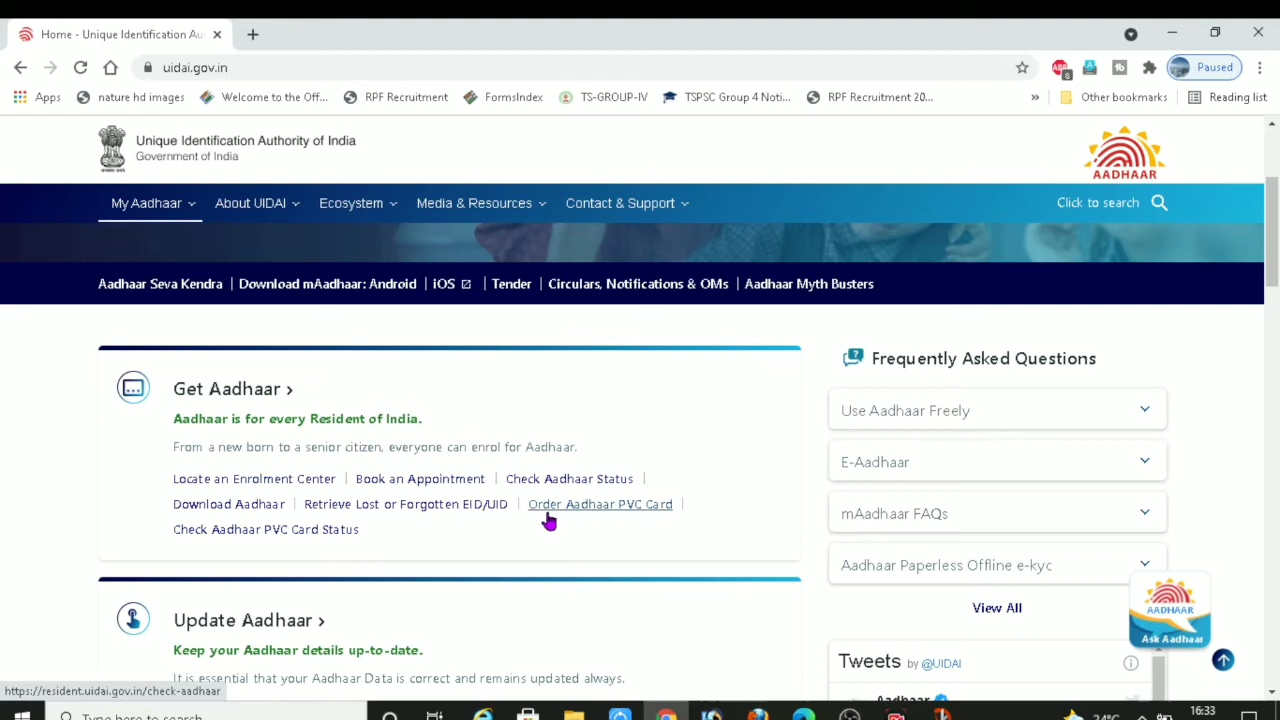 Home - Unique Identification Au
uidai.gov.in
Paused
Apps
nature hd images
Welcome to the Off...
RPF Recruitment
FormsIndex
TS-GROUP-IV
TSPSC Group 4 Noti...
RPF Recruitment 20...
»
Other bookmarks
Reading list
Unique Identification Authority of India
Government of India
AADHAAR
My Aadhaar
About UIDAI
Ecosystem
Media & Resources
Contact & Support
Click to search
Aadhaar Seva Kendra | Download mAadhaar: Android | iOS | Tender | Circulars, Notifications & OMs | Aadhaar Myth Busters
Get Aadhaar ›
Aadhaar is for every Resident of India.
From a new born to a senior citizen, everyone can enrol for Aadhaar.
Locate an Enrolment Center | Book an Appointment | Check Aadhaar Status |
Download Aadhaar | Retrieve Lost or Forgotten EID/UID | Order Aadhaar PVC Card |
Check Aadhaar PVC Card Status
Update Aadhaar ›
Keep your Aadhaar details up-to-date.
It is essential that your Aadhaar Data is correct and remains updated always.
Frequently Asked Questions
Use Aadhaar Freely
E-Aadhaar
mAadhaar FAQs
Aadhaar Paperless Offline e-kyc
View All
AADHAAR
Ask Aadhaar
Tweets by @UIDAI
Aadhaar
https://resident.uidai.gov.in/check-aadhaar
Type here to search
24°C
16:33